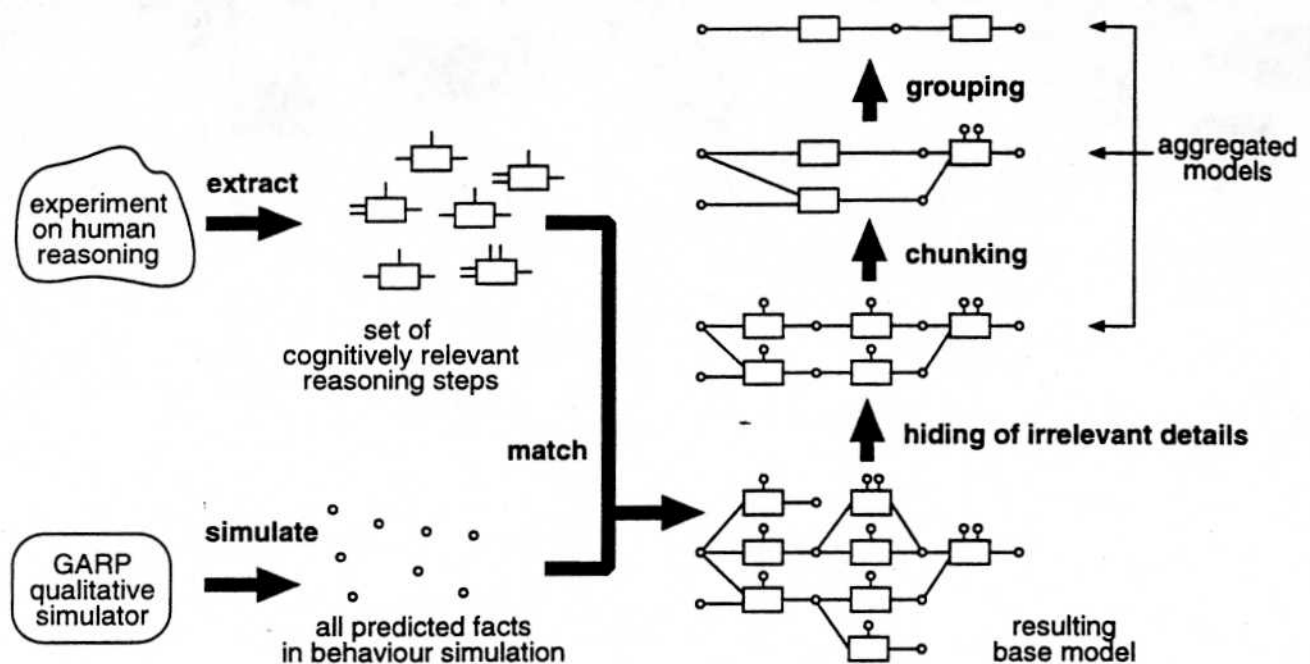 experiment
on human
reasoning
extract
set of
cognitively relevant
reasoning steps
GARP
qualitative
simulator
simulate
all predicted facts
in behaviour simulation
match
grouping
chunking
hiding of irrelevant details
aggregated
models
resulting
base model